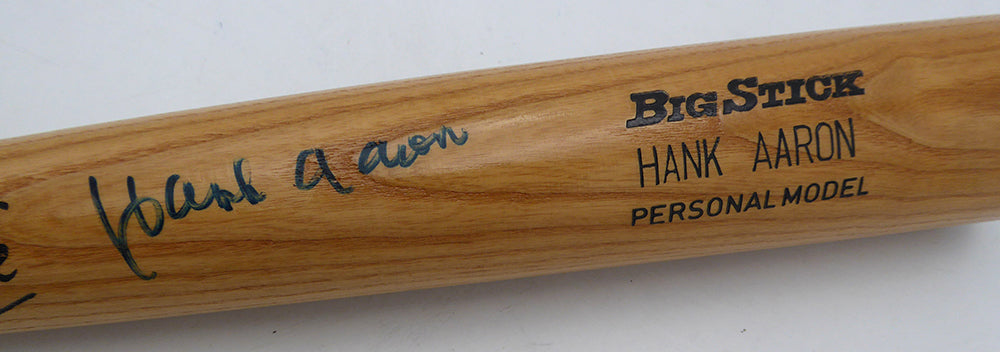 Hank Aaron
BIG STICK
HANK AARON
PERSONAL MODEL